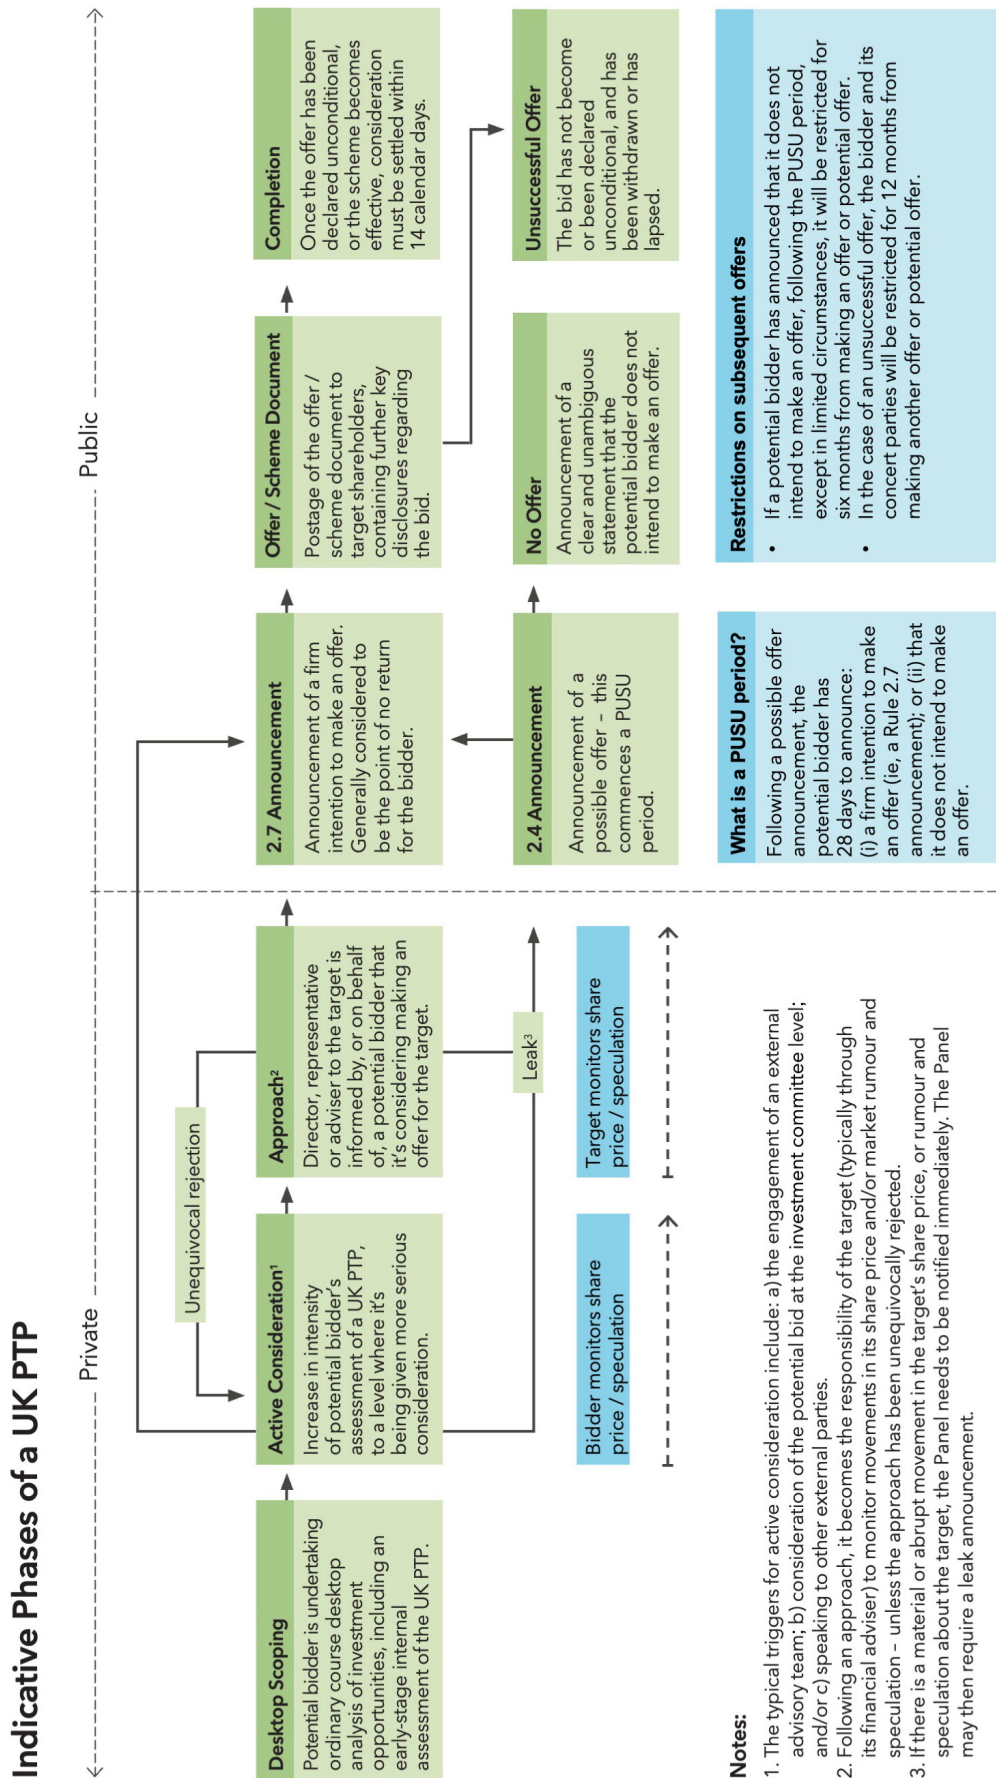 Indicative Phases of a UK PTP
Private
Public
Unequivocal rejection
Desktop Scoping
Potential bidder is undertaking
ordinary course desktop
analysis of investment
opportunities, including an
early-stage internal
assessment of the UK PTP.
Active Consideration¹
Increase in intensity
of potential bidder's
assessment of a UK PTP,
to a level where it's
being given more serious
consideration.
Approach²
Director, representative
or adviser to the target is
informed by, or on behalf
of, a potential bidder that
it's considering making an
offer for the target.
2.7 Announcement
Announcement of a firm
intention to make an offer.
Generally considered to
be the point of no return
for the bidder.
Offer / Scheme Document
Postage of the offer /
scheme document to
target shareholders,
containing further key
disclosures regarding
the bid.
Completion
Once the offer has been
declared unconditional,
or the scheme becomes
effective, consideration
must be settled within
14 calendar days.
Leak³
2.4 Announcement
Announcement of a
possible offer – this
commences a PUSU
period.
No Offer
Announcement of a
clear and unambiguous
statement that the
potential bidder does not
intend to make an offer.
Unsuccessful Offer
The bid has not become
or been declared
unconditional, and has
been withdrawn or has
lapsed.
Bidder monitors share
price / speculation
Target monitors share
price / speculation
What is a PUSU period?
Following a possible offer
announcement, the
potential bidder has
28 days to announce:
(i) a firm intention to make
an offer (ie, a Rule 2.7
announcement); or (ii) that
it does not intend to make
an offer.
Restrictions on subsequent offers
• If a potential bidder has announced that it does not
intend to make an offer, following the PUSU period,
except in limited circumstances, it will be restricted for
six months from making an offer or potential offer.
• In the case of an unsuccessful offer, the bidder and its
concert parties will be restricted for 12 months from
making another offer or potential offer.
Notes:
1. The typical triggers for active consideration include: a) the engagement of an external
advisory team; b) consideration of the potential bid at the investment committee level;
and/or c) speaking to other external parties.
2. Following an approach, it becomes the responsibility of the target (typically through
its financial adviser) to monitor movements in its share price and/or market rumour and
speculation – unless the approach has been unequivocally rejected.
3. If there is a material or abrupt movement in the target's share price, or rumour and
speculation about the target, the Panel needs to be notified immediately. The Panel
may then require a leak announcement.